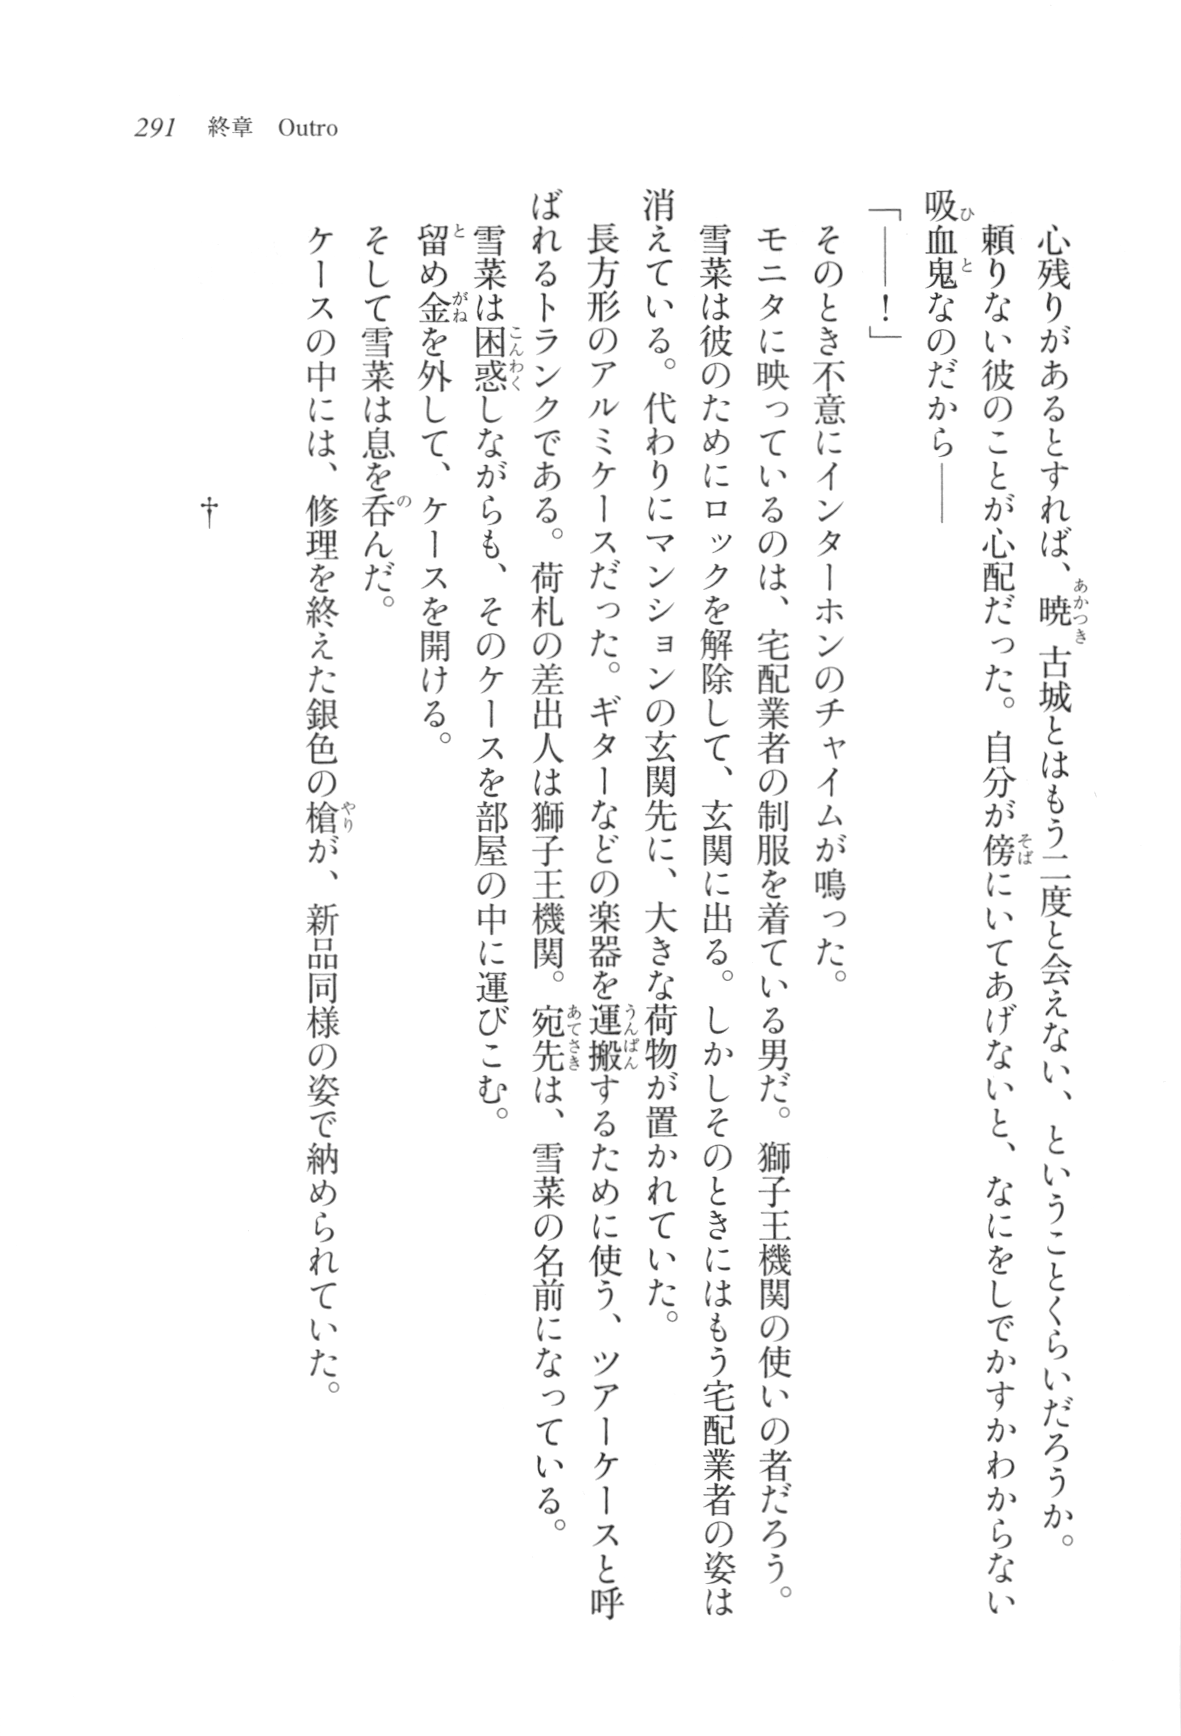 291 終章 Outro
　心残りがあるとすれば、暁古城とはもう二度と会えない、ということくらいだろうか。
　頼りない彼のことが心配だった。自分が傍にいてあげないと、なにをしでかすかわからない
吸血鬼なのだから――
「――！」
　そのとき不意にインターホンのチャイムが鳴った。
　モニタに映っているのは、宅配業者の制服を着ている男だ。獅子王機関の使いの者だろう。
　雪菜は彼のためにロックを解除して、玄関に出る。しかしそのときにはもう宅配業者の姿は
消えている。代わりにマンションの玄関先に、大きな荷物が置かれていた。
　長方形のアルミケースだった。ギターなどの楽器を運搬するために使う、ツアーケースと呼
ばれるトランクである。荷札の差出人は獅子王機関。宛先は、雪菜の名前になっている。
　雪菜は困惑しながらも、そのケースを部屋の中に運びこむ。
　留め金を外して、ケースを開ける。
　そして雪菜は息を呑んだ。
　ケースの中には、修理を終えた銀色の槍が、新品同様の姿で納められていた。
†